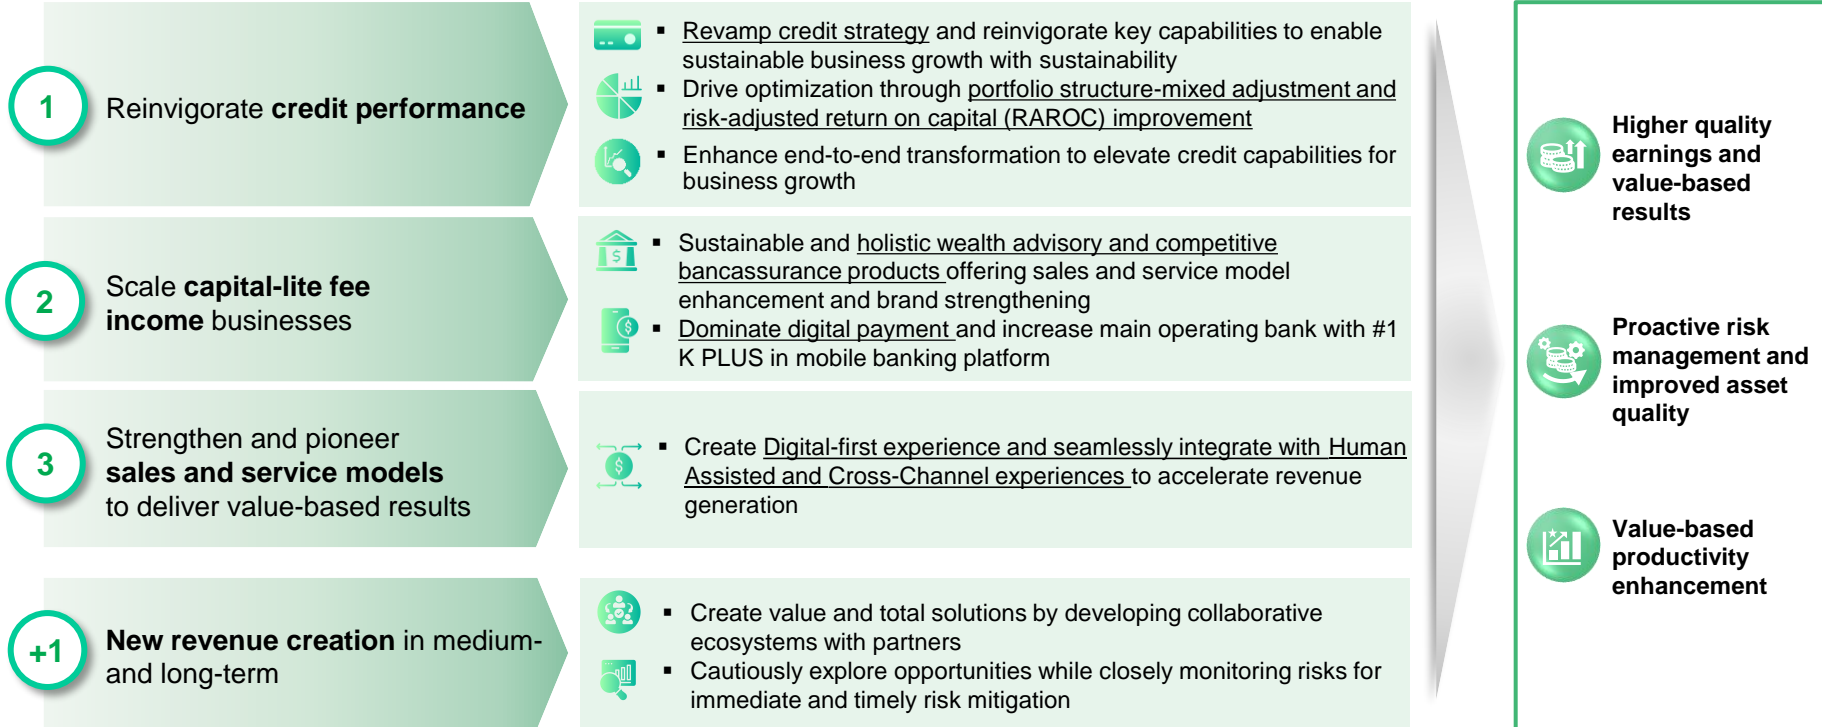 1
Reinvigorate credit performance
▪ Revamp credit strategy and reinvigorate key capabilities to enable
sustainable business growth with sustainability
▪ Drive optimization through portfolio structure-mixed adjustment and
risk-adjusted return on capital (RAROC) improvement
▪ Enhance end-to-end transformation to elevate credit capabilities for
business growth
2
Scale capital-lite fee
income businesses
▪ Sustainable and holistic wealth advisory and competitive
bancassurance products offering sales and service model
enhancement and brand strengthening
▪ Dominate digital payment and increase main operating bank with #1
K PLUS in mobile banking platform
3
Strengthen and pioneer
sales and service models
to deliver value-based results
▪ Create Digital-first experience and seamlessly integrate with Human
Assisted and Cross-Channel experiences to accelerate revenue
generation
+1
New revenue creation in medium-
and long-term
▪ Create value and total solutions by developing collaborative
ecosystems with partners
▪ Cautiously explore opportunities while closely monitoring risks for
immediate and timely risk mitigation
Higher quality
earnings and
value-based
results
Proactive risk
management and
improved asset
quality
Value-based
productivity
enhancement